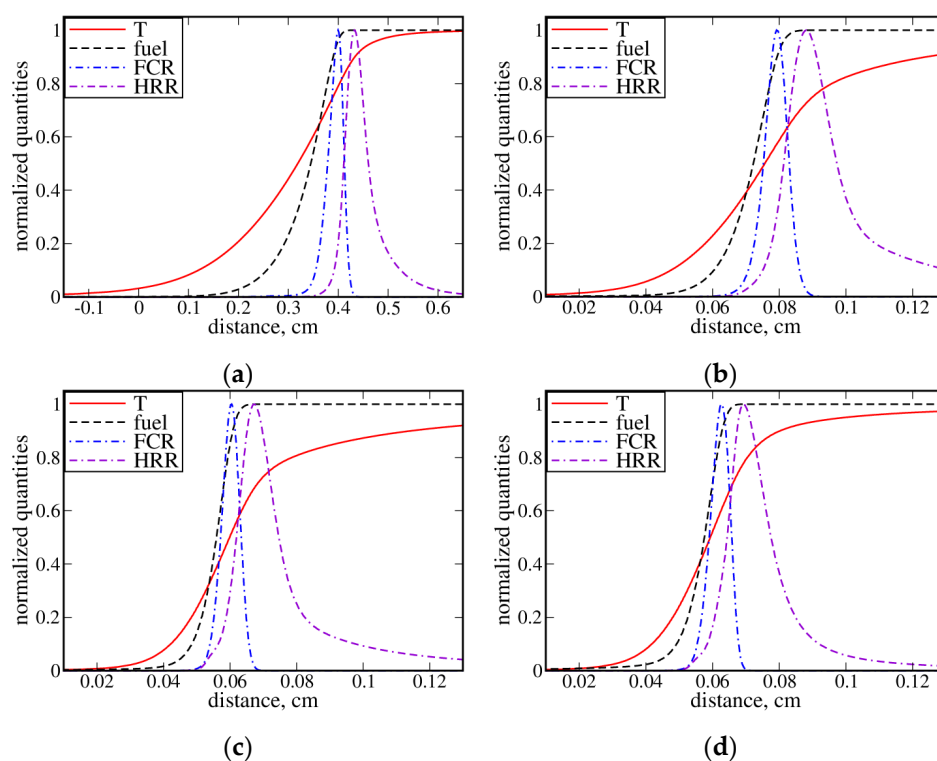 1
0.8
0.6
0.4
0.2
0
normalized quantities
T
fuel
FCR
HRR
-0.1 0 0.1 0.2 0.3 0.4 0.5 0.6
distance, cm
(a)
1
0.8
0.6
0.4
0.2
0
normalized quantities
T
fuel
FCR
HRR
0.02 0.04 0.06 0.08 0.1 0.12
distance, cm
(b)
1
0.8
0.6
0.4
0.2
0
normalized quantities
T
fuel
FCR
HRR
0.02 0.04 0.06 0.08 0.1 0.12
distance, cm
(c)
1
0.8
0.6
0.4
0.2
0
normalized quantities
T
fuel
FCR
HRR
0.02 0.04 0.06 0.08 0.1 0.12
distance, cm
(d)